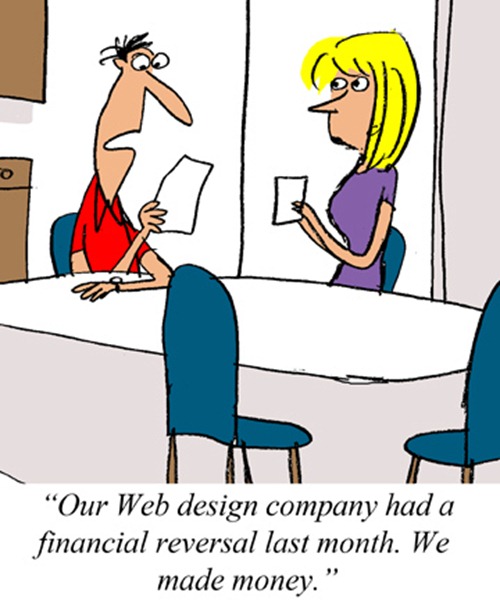 “Our Web design company had a
financial reversal last month. We
made money.”